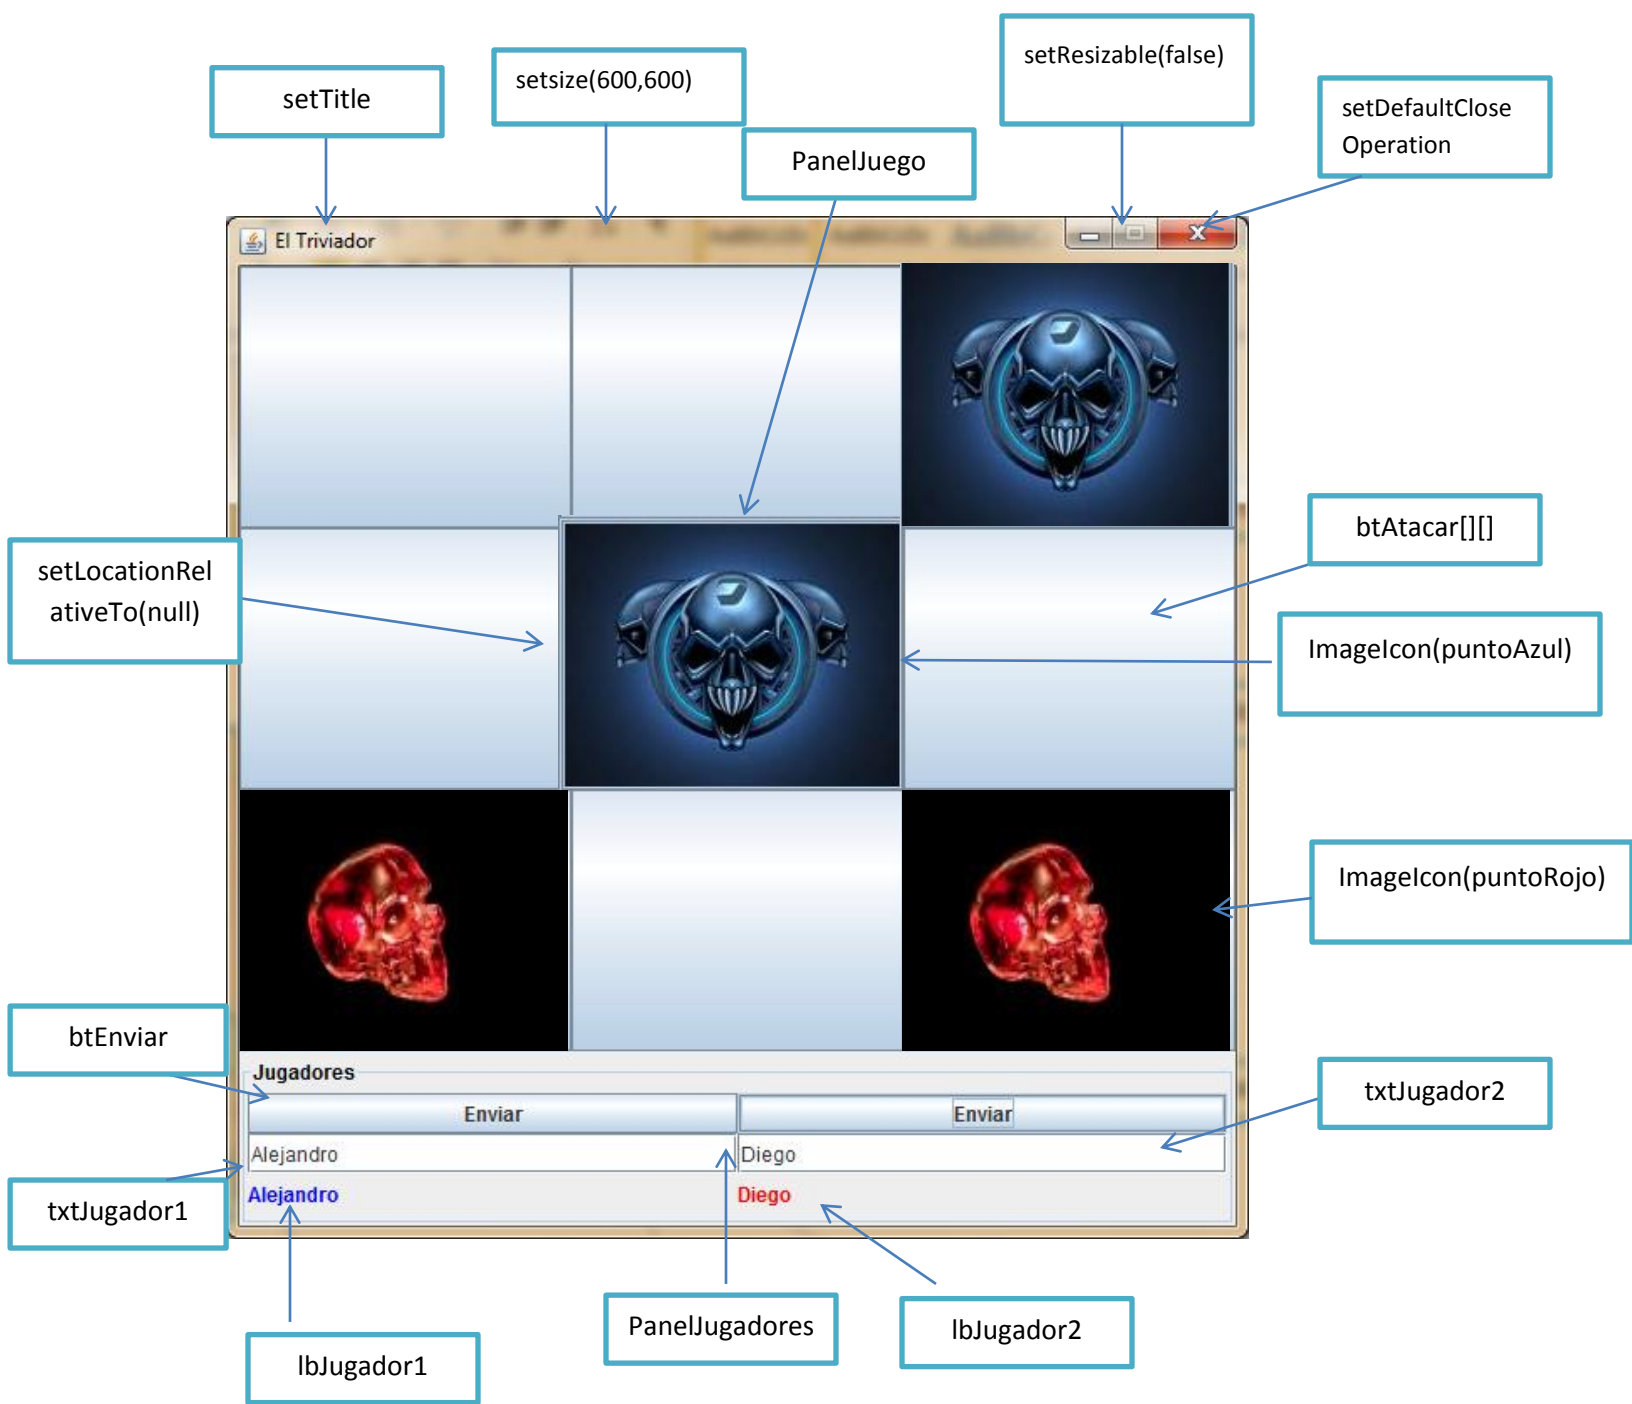 setResizable(false)
setTitle
setsize(600,600)
setDefaultClose
Operation
PanelJuego
El Triviador
btAtacar[][]
setLocationRel
ativeTo(null)
ImageIcon(puntoAzul)
ImageIcon(puntoRojo)
btEnviar
Jugadores
Enviar
Enviar
txtJugador2
Alejandro
Diego
Alejandro
Diego
txtJugador1
PanelJugadores
lbJugador2
lbJugador1